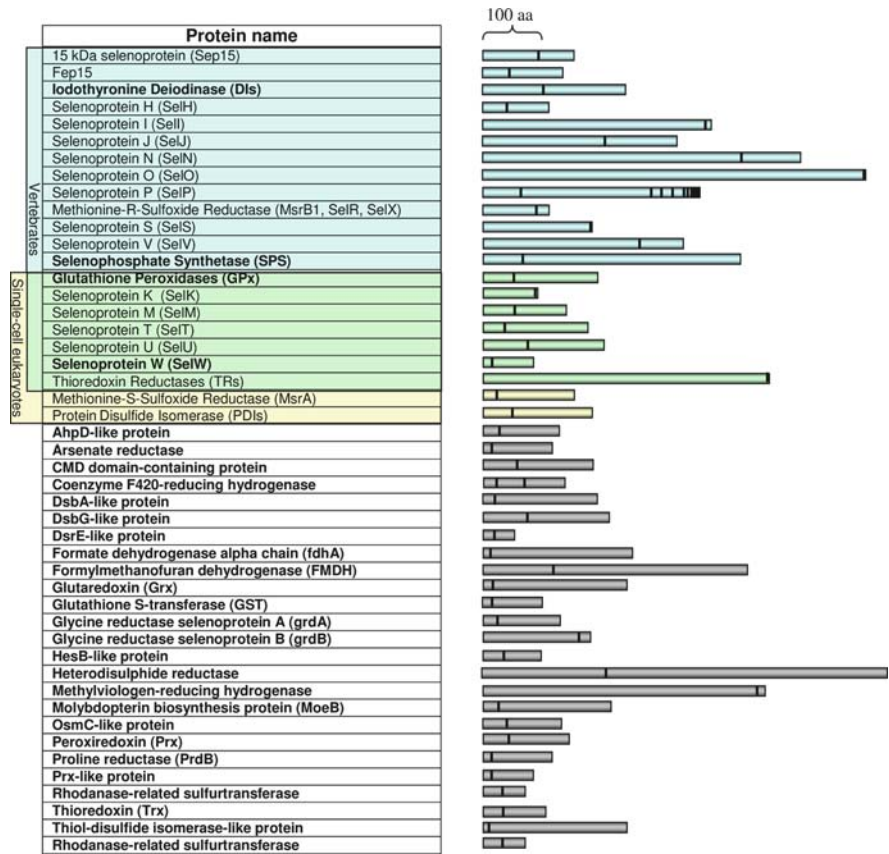 100 aa
Protein name
15 kDa selenoprotein (Sep15)
Fep15
Iodothyronine Deiodinase (DIs)
Selenoprotein H (SelH)
Selenoprotein I (SelI)
Selenoprotein J (SelJ)
Selenoprotein N (SelN)
Selenoprotein O (SelO)
Selenoprotein P (SelP)
Methionine-R-Sulfoxide Reductase (MsrB1, SelR, SelX)
Selenoprotein S (SelS)
Selenoprotein V (SelV)
Selenophosphate Synthetase (SPS)
Vertebrates
Glutathione Peroxidases (GPx)
Selenoprotein K (SelK)
Selenoprotein M (SelM)
Selenoprotein T (SelT)
Selenoprotein U (SelU)
Selenoprotein W (SelW)
Thioredoxin Reductases (TRs)
Methionine-S-Sulfoxide Reductase (MsrA)
Protein Disulfide Isomerase (PDIs)
Single-cell eukaryotes
AhpD-like protein
Arsenate reductase
CMD domain-containing protein
Coenzyme F420-reducing hydrogenase
DsbA-like protein
DsbG-like protein
DsrE-like protein
Formate dehydrogenase alpha chain (fdhA)
Formylmethanofuran dehydrogenase (FMDH)
Glutaredoxin (Grx)
Glutathione S-transferase (GST)
Glycine reductase selenoprotein A (grdA)
Glycine reductase selenoprotein B (grdB)
HesB-like protein
Heterodisulphide reductase
Methylviologen-reducing hydrogenase
Molybdopterin biosynthesis protein (MoeB)
OsmC-like protein
Peroxiredoxin (Prx)
Proline reductase (PrdB)
Prx-like protein
Rhodanase-related sulfurtransferase
Thioredoxin (Trx)
Thiol-disulfide isomerase-like protein
Rhodanase-related sulfurtransferase